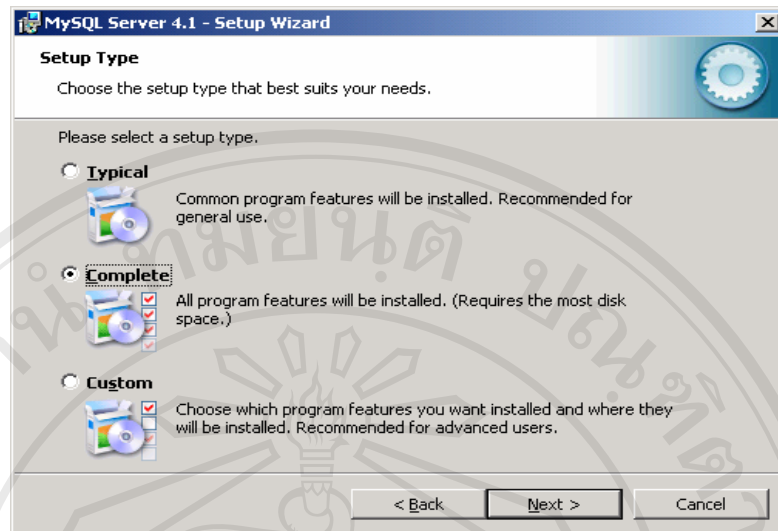 MySQL Server 4.1 - Setup Wizard
Setup Type
Choose the setup type that best suits your needs.
Please select a setup type.
Typical
Common program features will be installed. Recommended for
general use.
Complete
All program features will be installed. (Requires the most disk
space.)
Custom
Choose which program features you want installed and where they
will be installed. Recommended for advanced users.
< Back
Next >
Cancel